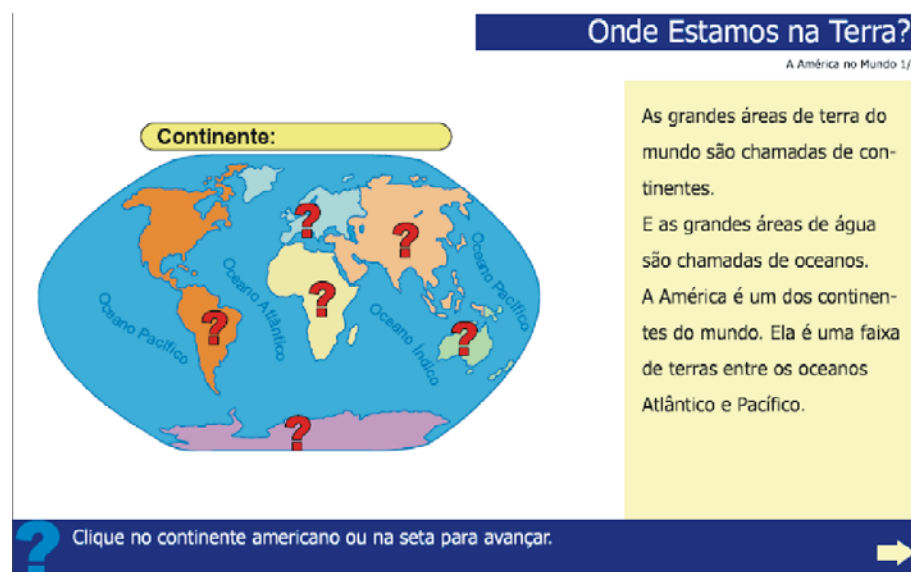 Onde Estamos na Terra?
A América no Mundo 1/
Continente:
Oceano Pacífico
Oceano Atlântico
Oceano Índico
Oceano Pacífico
As grandes áreas de terra do
mundo são chamadas de con-
tinentes.
E as grandes áreas de água
são chamadas de oceanos.
A América é um dos continen-
tes do mundo. Ela é uma faixa
de terras entre os oceanos
Atlântico e Pacífico.
? Clique no continente americano ou na seta para avançar.